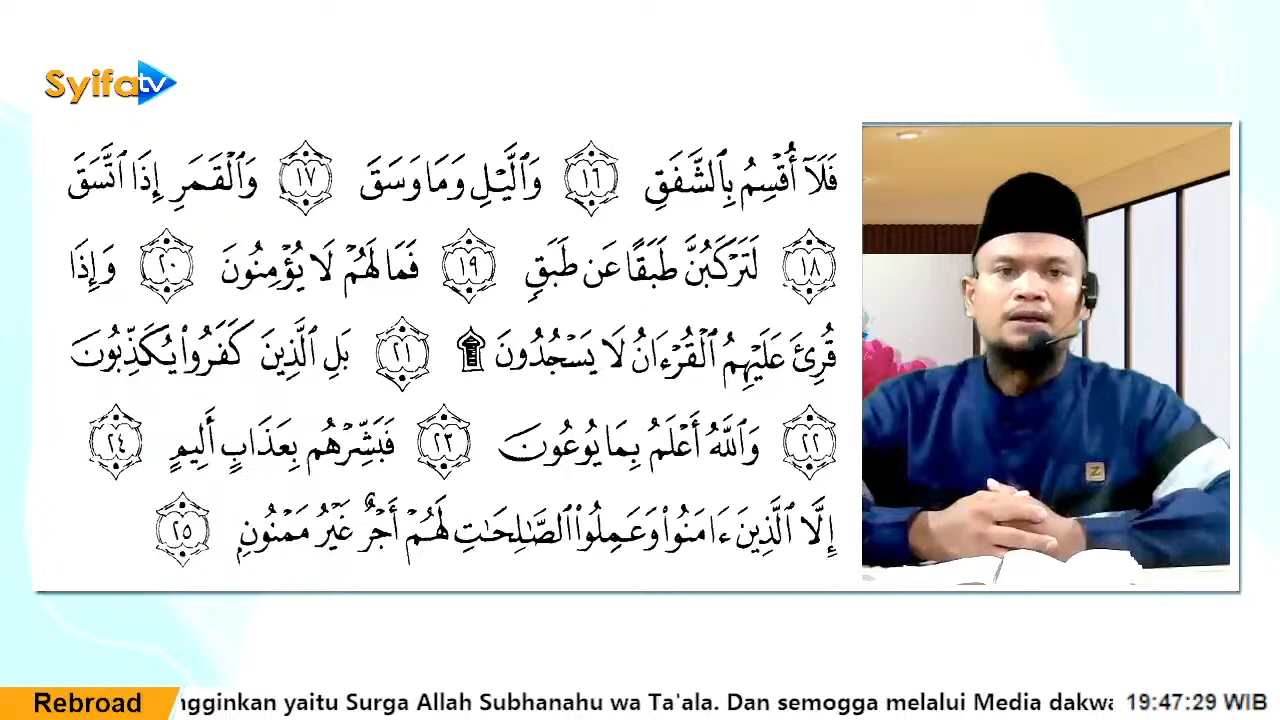 Syifa tv
فَلَآ أُقْسِمُ بِٱلشَّفَقِ ١٦ وَٱلَّيْلِ وَمَا وَسَقَ ١٧ وَٱلْقَمَرِ إِذَا ٱتَّسَقَ
١٨ لَتَرْكَبُنَّ طَبَقًا عَن طَبَقٍ ١٩ فَمَا لَهُمْ لَا يُؤْمِنُونَ ٢٠ وَإِذَا
قُرِئَ عَلَيْهِمُ ٱلْقُرْءَانُ لَا يَسْجُدُونَ ۩ ٢١ بَلِ ٱلَّذِينَ كَفَرُوا۟ يُكَذِّبُونَ
٢٢ وَٱللَّهُ أَعْلَمُ بِمَا يُوعُونَ ٢٣ فَبَشِّرْهُم بِعَذَابٍ أَلِيمٍ ٢٤
إِلَّا ٱلَّذِينَ ءَامَنُوا۟ وَعَمِلُوا۟ ٱلصَّـٰلِحَـٰتِ لَهُمْ أَجْرٌ غَيْرُ مَمْنُونٍۭ ٢٥
Z
Rebroad ngginkan yaitu Surga Allah Subhanahu wa Ta'ala. Dan semogga melalui Media dakwa 19:47:29 WIB